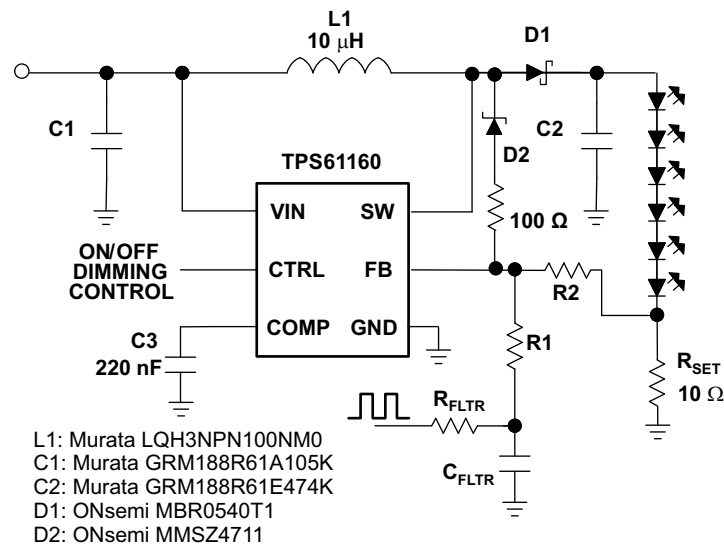 L1
10 µH
D1
C1
C2
D2
TPS61160
VIN
SW
100 Ω
ON/OFF
DIMMING
CONTROL
CTRL
FB
R2
COMP
GND
C3
220 nF
R1
RSET
10 Ω
RFLTR
CFLTR
L1: Murata LQH3NPN100NM0
C1: Murata GRM188R61A105K
C2: Murata GRM188R61E474K
D1: ONsemi MBR0540T1
D2: ONsemi MMSZ4711